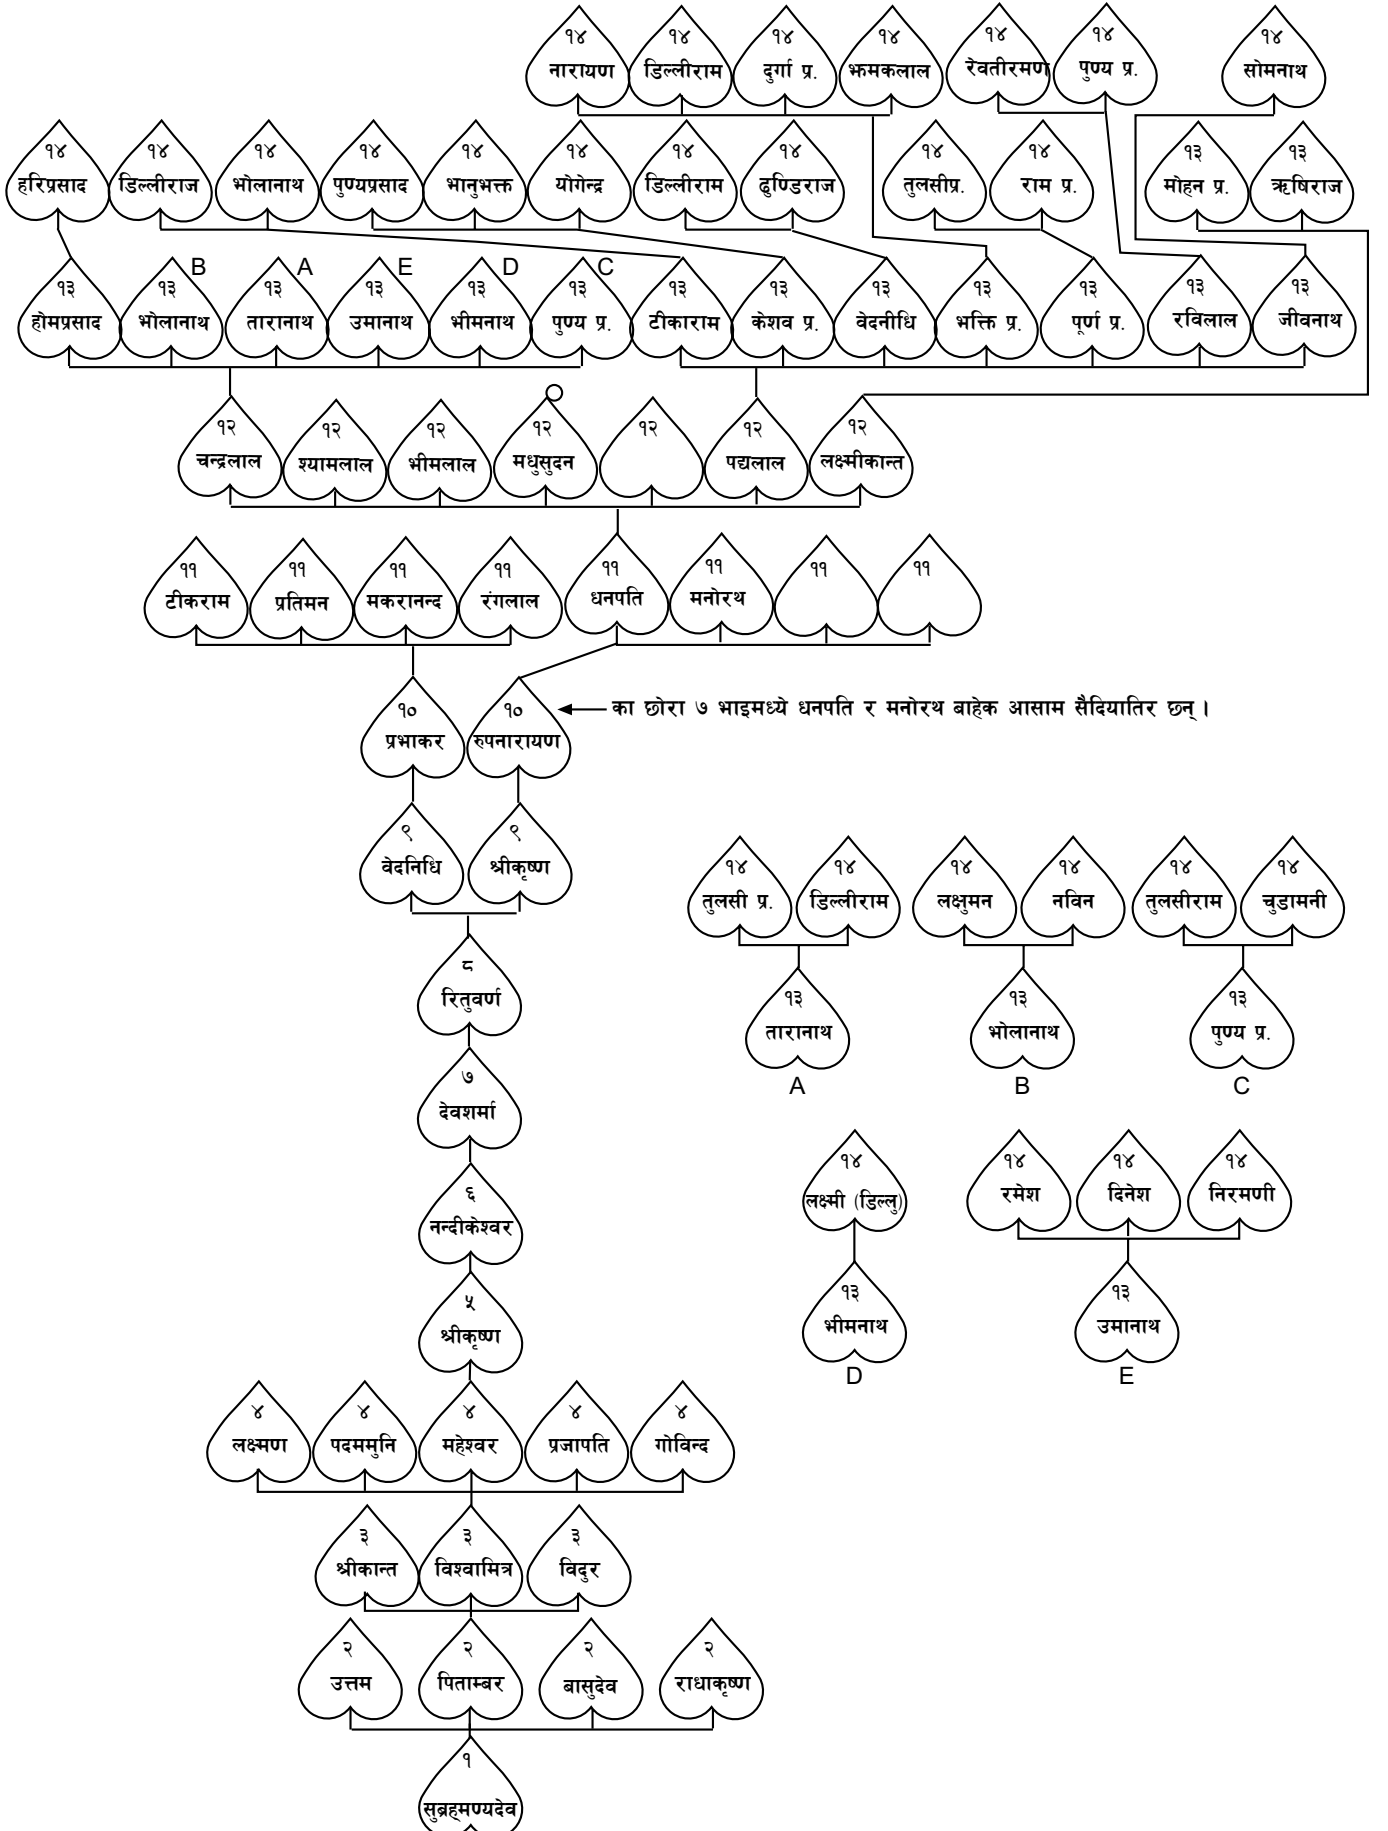 १४ १४ १४ १४ १४ १४ १४
नारायण डिल्लीराम दुर्गा प्र. झमकलाल रेवतीरमण पुण्य प्र. सोमनाथ
१४ १४ १४ १४ १४ १४ १४ १४ १४ १४ १३ १३
हरिप्रसाद डिल्लीराज भोलानाथ पुण्यप्रसाद भानुभक्त योगेन्द्र डिल्लीराम ढुण्डिराज तुलसीप्र. राम प्र. मोहन प्र. ऋषिराज
B A E D C
१३ १३ १३ १३ १३ १३ १३ १३ १३ १३ १३ १३ १३
होमप्रसाद भोलानाथ तारानाथ उमानाथ भीमनाथ पुण्य प्र. टीकाराम केशव प्र. वेदनीधि भक्ति प्र. पूर्ण प्र. रविलाल जीवनाथ
१२ १२ १२ १२ १२ १२ १२
चन्द्रलाल श्यामलाल भीमलाल मधुसुदन पद्यलाल लक्ष्मीकान्त
११ ११ ११ ११ ११ ११ ११ ११
टीकराम प्रतिमन मकरानन्द रंगलाल धनपति मनोरथ
१० १० का छोरा ७ भाइमध्ये धनपति र मनोरथ बाहेक आसाम सैदियातिर छन् ।
प्रभाकर रुपनारायण
९ ९
वेदनिधि श्रीकृष्ण
१४ १४ १४ १४ १४ १४
तुलसी प्र. डिल्लीराम लक्षुमन नविन तुलसीराम चुडामनी
८
रितुवर्ण
१३ १३ १३
तारानाथ भोलानाथ पुण्य प्र.
A B C
७
देवशर्मा
१४ १४ १४ १४
लक्ष्मी (डिल्लु) रमेश दिनेश निरमणी
६
नन्दीकेश्वर
१३ १३
भीमनाथ उमानाथ
D E
५
श्रीकृष्ण
४ ४ ४ ४ ४
लक्ष्मण पदममुनि महेश्वर प्रजापति गोविन्द
३ ३ ३
श्रीकान्त विश्वामित्र विदुर
२ २ २ २
उत्तम पिताम्बर बासुदेव राधाकृष्ण
१
सुब्रह्मण्यदेव